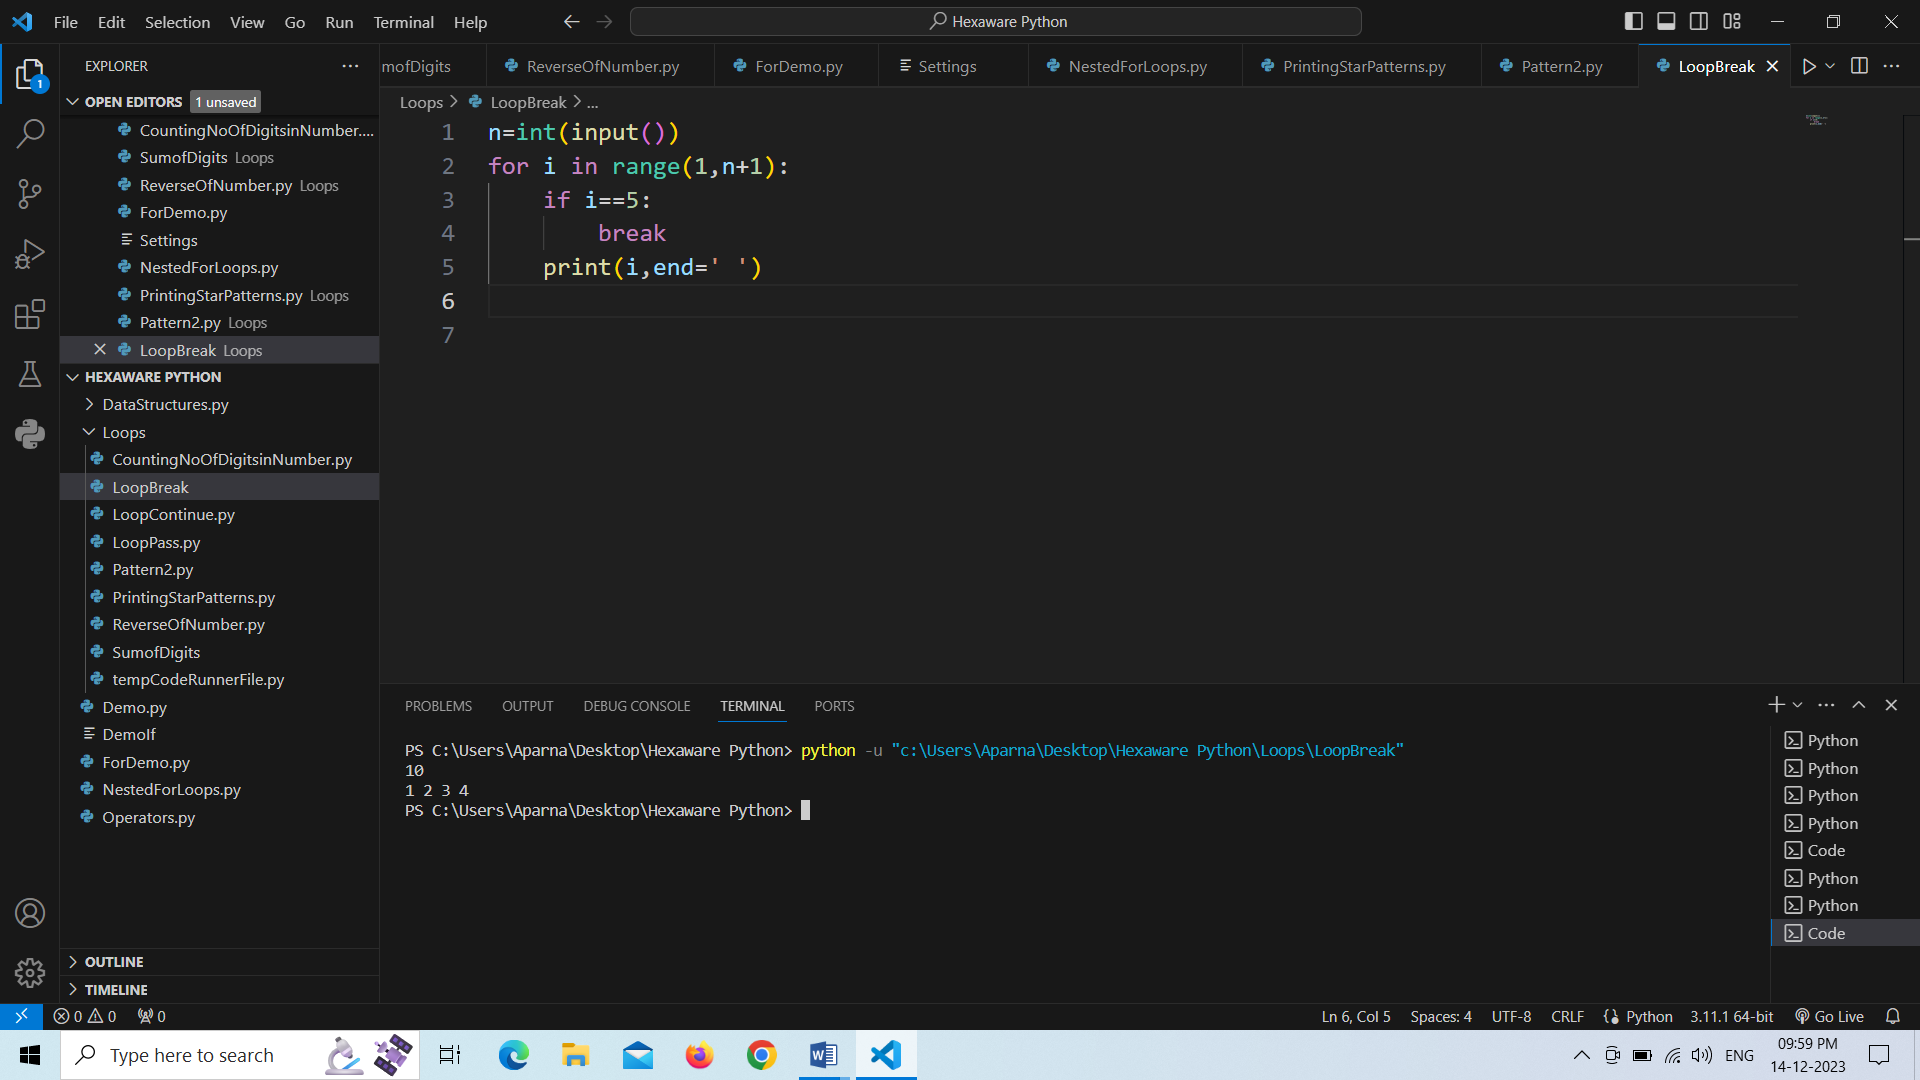 File Edit Selection View Go Run Terminal Help
Hexaware Python
EXPLORER
mofDigits ReverseOfNumber.py ForDemo.py Settings NestedForLoops.py PrintingStarPatterns.py Pattern2.py LoopBreak
OPEN EDITORS 1 unsaved
CountingNoOfDigitsinNumber....
SumofDigits Loops
ReverseOfNumber.py Loops
ForDemo.py
Settings
NestedForLoops.py
PrintingStarPatterns.py Loops
Pattern2.py Loops
LoopBreak Loops
HEXAWARE PYTHON
DataStructures.py
Loops
CountingNoOfDigitsinNumber.py
LoopBreak
LoopContinue.py
LoopPass.py
Pattern2.py
PrintingStarPatterns.py
ReverseOfNumber.py
SumofDigits
tempCodeRunnerFile.py
Demo.py
DemoIf
ForDemo.py
NestedForLoops.py
Operators.py
OUTLINE
TIMELINE
1
Loops > LoopBreak > ...
1 n=int(input())
2 for i in range(1,n+1):
3     if i==5:
4         break
5     print(i,end=' ')
6
7
PROBLEMS OUTPUT DEBUG CONSOLE TERMINAL PORTS
PS C:\Users\Aparna\Desktop\Hexaware Python> python -u "c:\Users\Aparna\Desktop\Hexaware Python\Loops\LoopBreak"
10
1 2 3 4
PS C:\Users\Aparna\Desktop\Hexaware Python>
Python
Python
Python
Python
Code
Python
Python
Code
0 0 0 Ln 6, Col 5 Spaces: 4 UTF-8 CRLF Python 3.11.1 64-bit Go Live
Type here to search
ENG
09:59 PM
14-12-2023